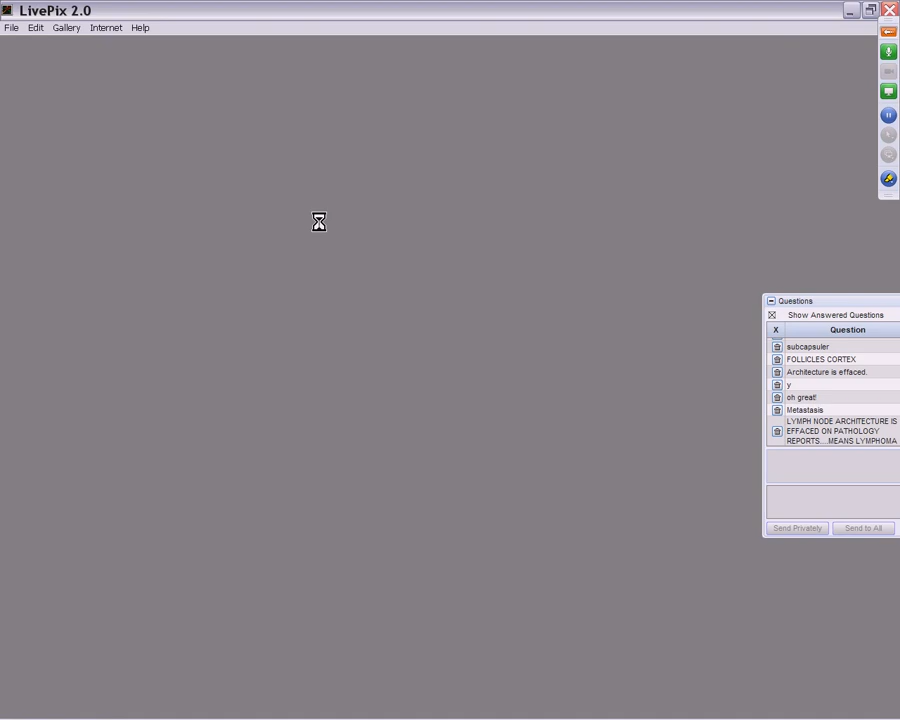 LivePix 2.0
File Edit Gallery Internet Help
Questions
Show Answered Questions
X Question
subcapsuler
FOLLICLES CORTEX
Architecture is effaced.
y
oh great!
Metastasis
LYMPH NODE ARCHITECTURE IS
EFFACED ON PATHOLOGY
REPORTS....MEANS LYMPHOMA
Send Privately Send to All